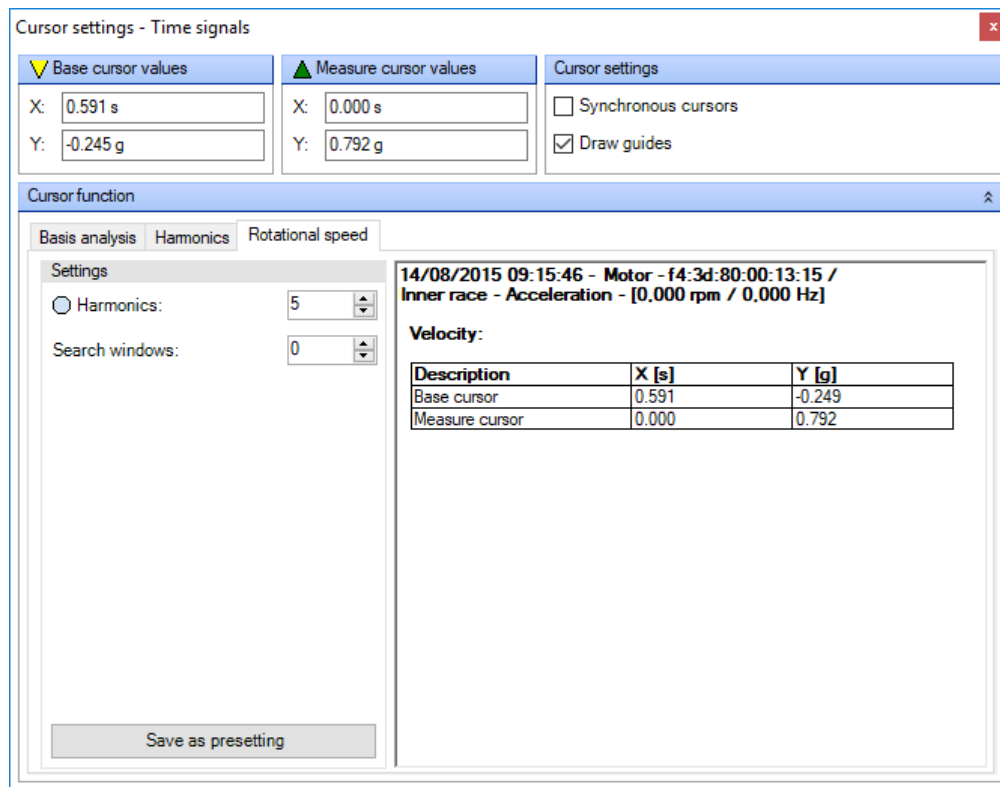 Cursor settings - Time signals
x
Base cursor values
Measure cursor values
Cursor settings
X: 0.591 s
X: 0.000 s
Synchronous cursors
Y: -0.245 g
Y: 0.792 g
Draw guides
Cursor function
Basis analysis Harmonics Rotational speed
Settings
Harmonics: 5
Search windows: 0
Save as presetting
14/08/2015 09:15:46 - Motor - f4:3d:80:00:13:15 /
Inner race - Acceleration - [0,000 rpm / 0,000 Hz]
Velocity:
Description X [s] Y [g]
Base cursor 0.591 -0.249
Measure cursor 0.000 0.792